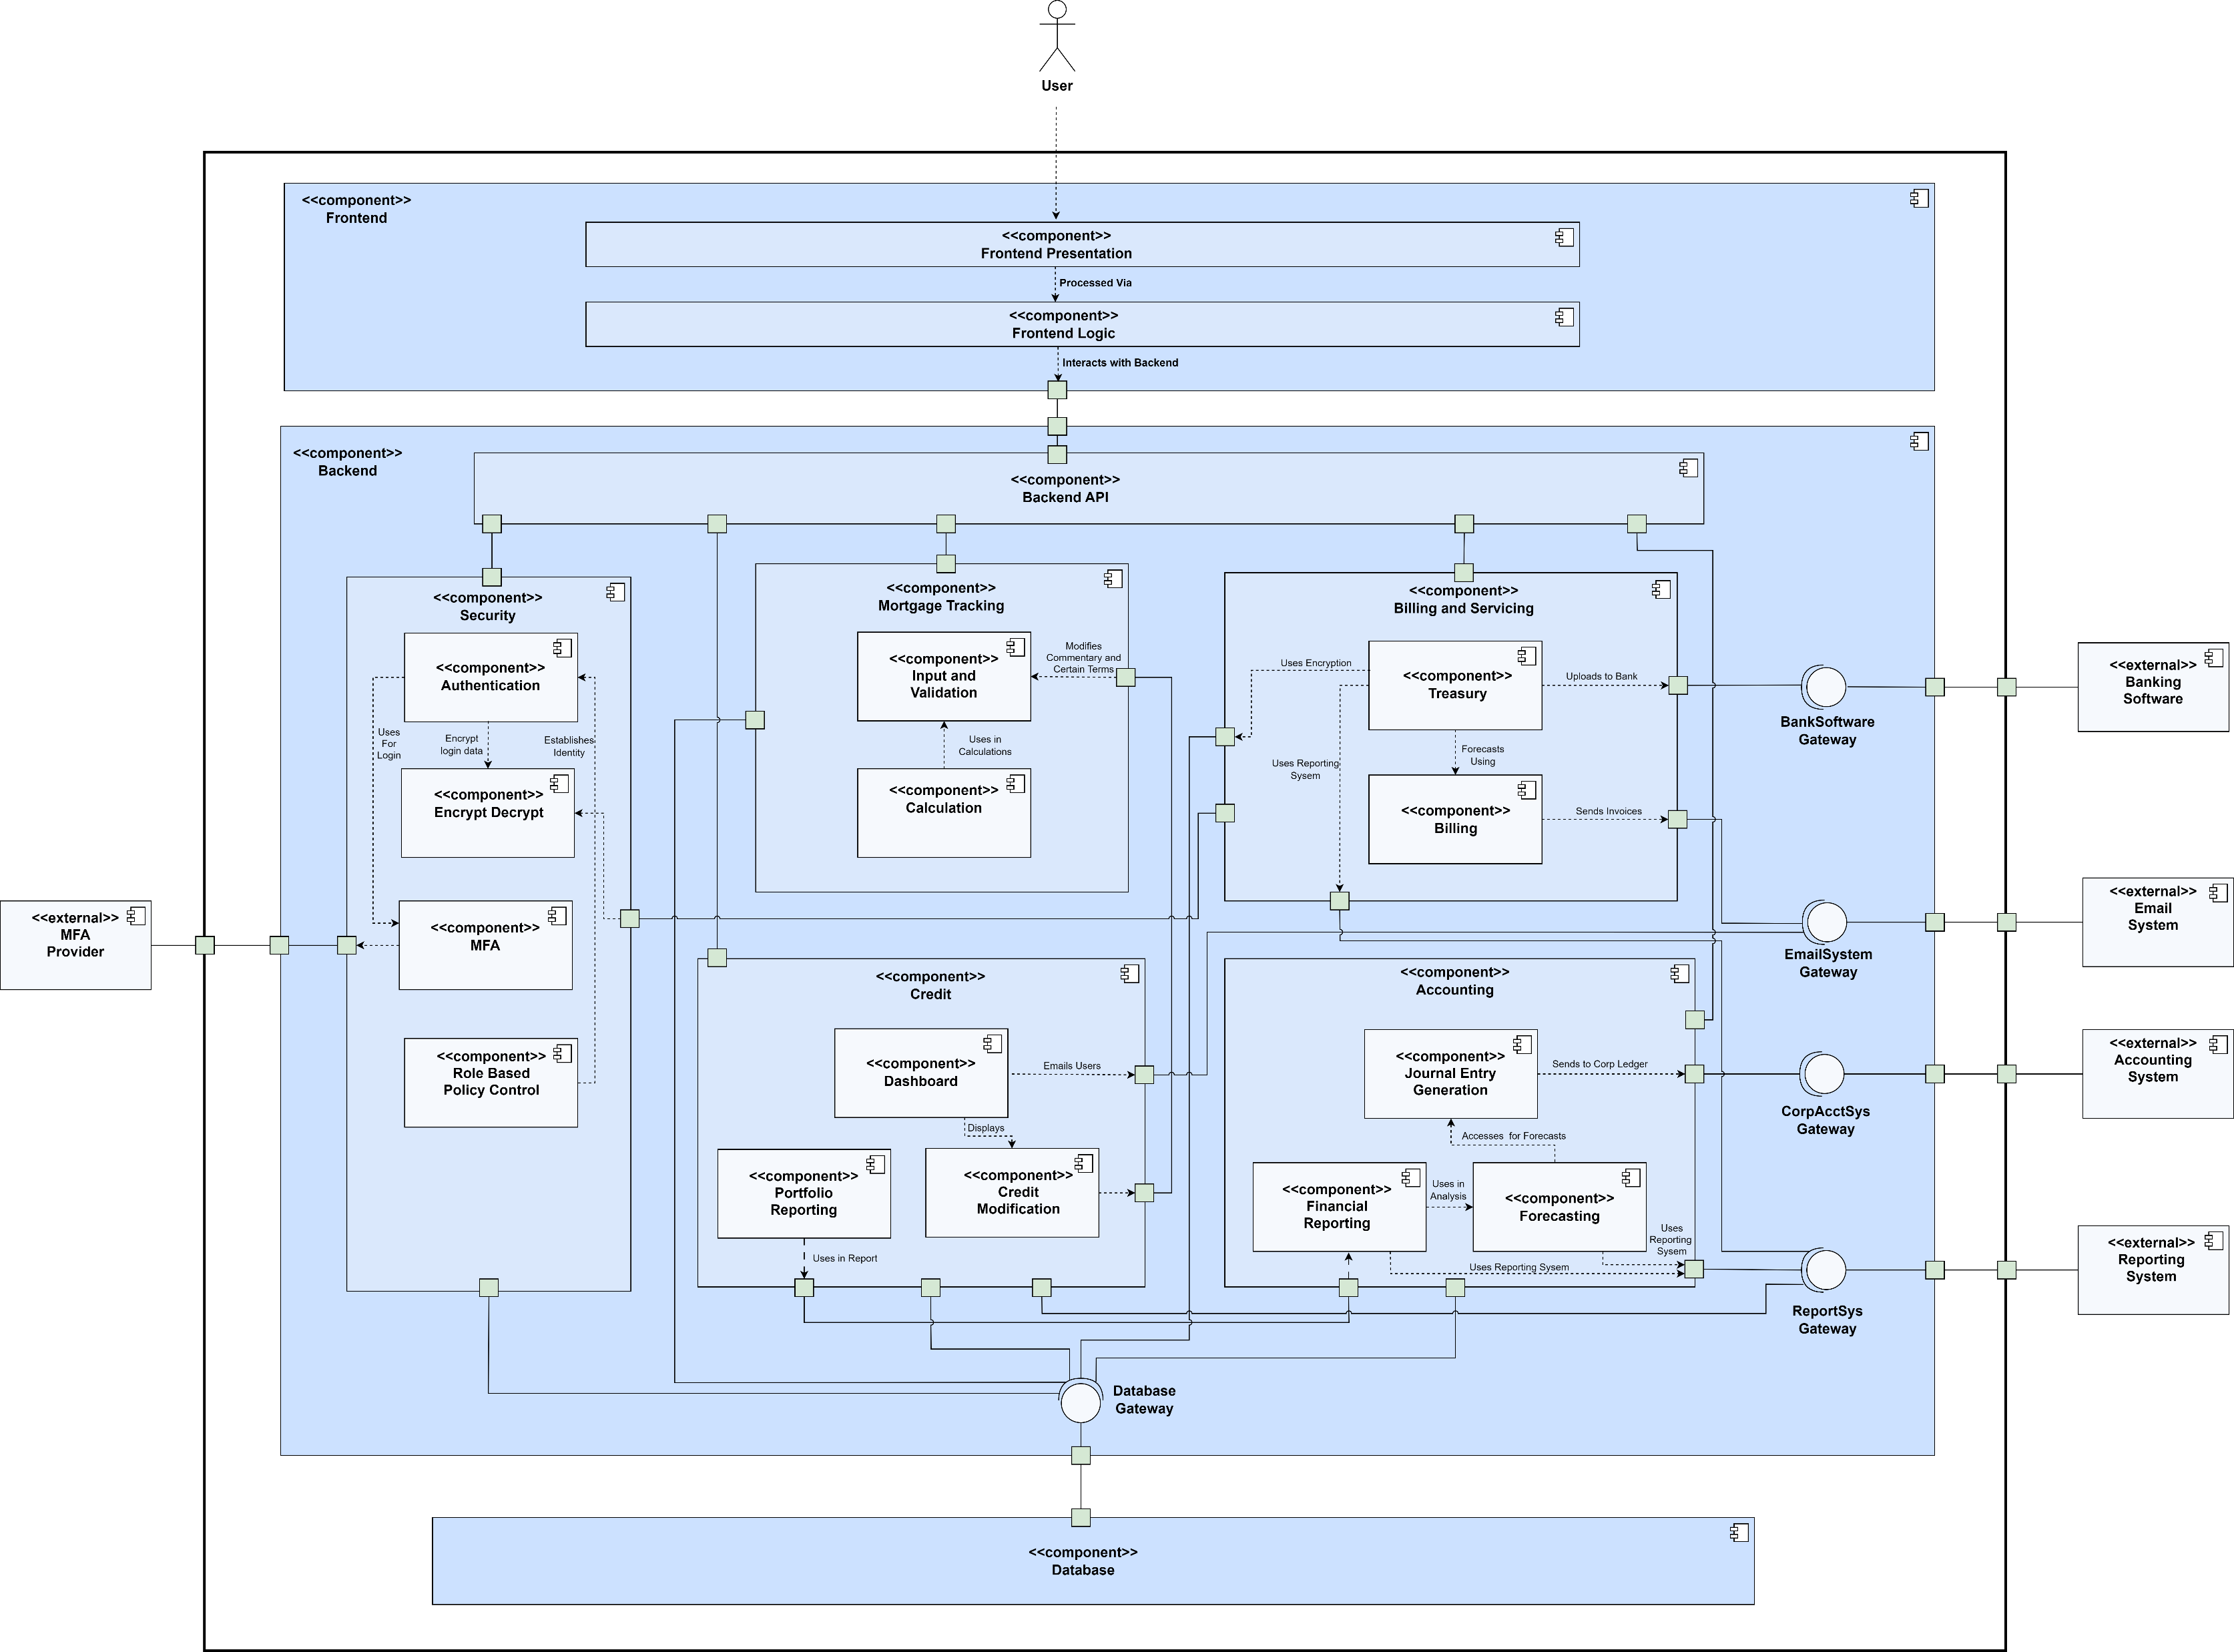 User
<<component>>
Frontend
<<component>>
Frontend Presentation
Processed Via
<<component>>
Frontend Logic
Interacts with Backend
<<component>>
Backend
<<component>>
Backend API
<<component>>
Security
<<component>>
Authentication
Uses
For
Login
Encrypt
login data
Establishes
Identity
<<component>>
Encrypt Decrypt
<<component>>
MFA
<<component>>
Role Based
Policy Control
<<external>>
MFA
Provider
<<component>>
Mortgage Tracking
<<component>>
Input and
Validation
Modifies
Commentary and
Certain Terms
Uses in
Calculations
<<component>>
Calculation
<<component>>
Billing and Servicing
Uses Encryption
<<component>>
Treasury
Uploads to Bank
Uses Reporting
Sysem
Forecasts
Using
<<component>>
Billing
Sends Invoices
BankSoftware
Gateway
<<external>>
Banking
Software
EmailSystem
Gateway
<<external>>
Email
System
<<component>>
Credit
<<component>>
Dashboard
Emails Users
Displays
<<component>>
Portfolio
Reporting
<<component>>
Credit
Modification
Uses in Report
<<component>>
Accounting
<<component>>
Journal Entry
Generation
Sends to Corp Ledger
Accesses for Forecasts
<<component>>
Financial
Reporting
Uses in
Analysis
<<component>>
Forecasting
Uses
Reporting
Sysem
Uses Reporting Sysem
CorpAcctSys
Gateway
<<external>>
Accounting
System
ReportSys
Gateway
<<external>>
Reporting
System
Database
Gateway
<<component>>
Database